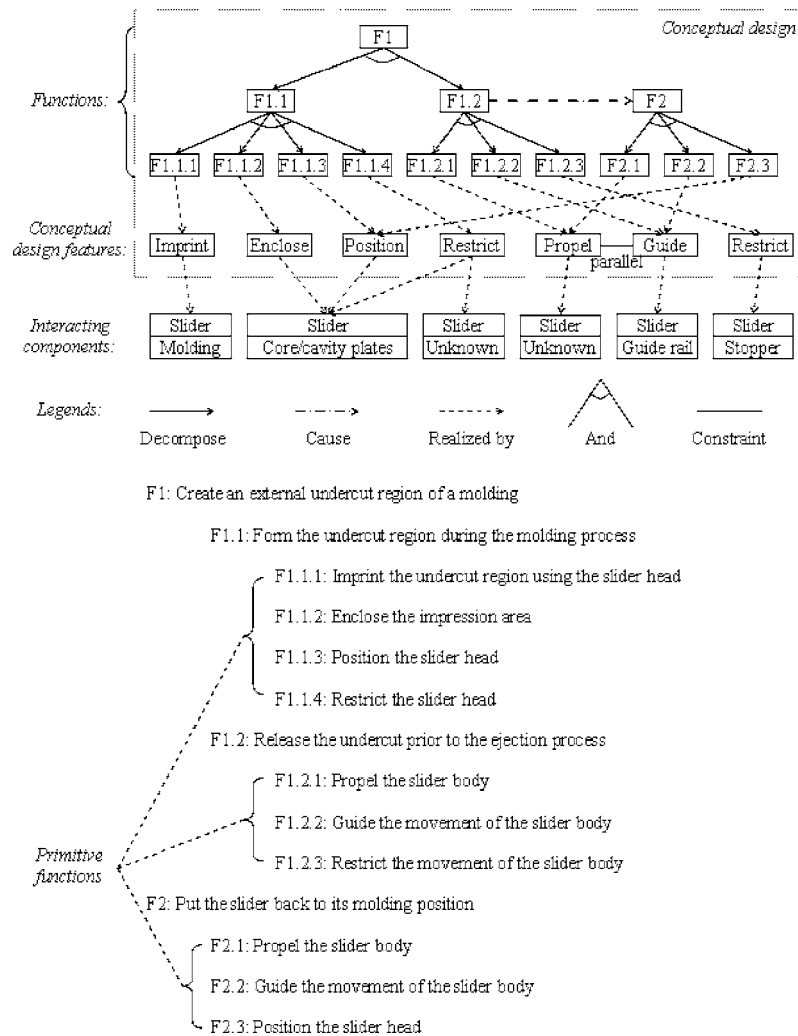 Conceptual design
F1
Functions:
F1.1 F1.2 F2
F1.1.1 F1.1.2 F1.1.3 F1.1.4 F1.2.1 F1.2.2 F1.2.3 F2.1 F2.2 F2.3
Conceptual
design features:
Imprint Enclose Position Restrict Propel Guide Restrict
parallel
Interacting
components:
Slider Slider Slider Slider Slider Slider
Molding Core/cavity plates Unknown Unknown Guide rail Stopper
Legends:
Decompose Cause Realized by And Constraint
F1: Create an external undercut region of a molding
F1.1: Form the undercut region during the molding process
F1.1.1: Imprint the undercut region using the slider head
F1.1.2: Enclose the impression area
F1.1.3: Position the slider head
F1.1.4: Restrict the slider head
F1.2: Release the undercut prior to the ejection process
F1.2.1: Propel the slider body
F1.2.2: Guide the movement of the slider body
F1.2.3: Restrict the movement of the slider body
Primitive
functions
F2: Put the slider back to its molding position
F2.1: Propel the slider body
F2.2: Guide the movement of the slider body
F2.3: Position the slider head